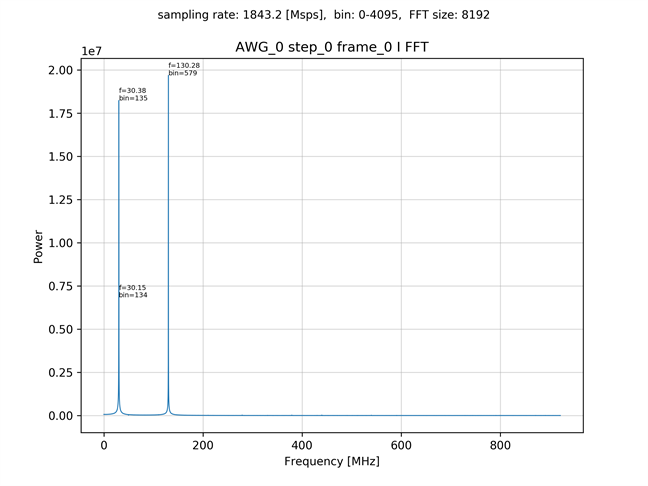 sampling rate: 1843.2 [Msps],  bin: 0-4095,  FFT size: 8192
AWG_0 step_0 frame_0 I FFT
1e7
f=130.28
bin=579
f=30.38
bin=135
f=30.15
bin=134
2.00
1.75
1.50
1.25
1.00
0.75
0.50
0.25
0.00
Power
0
200
400
600
800
Frequency [MHz]